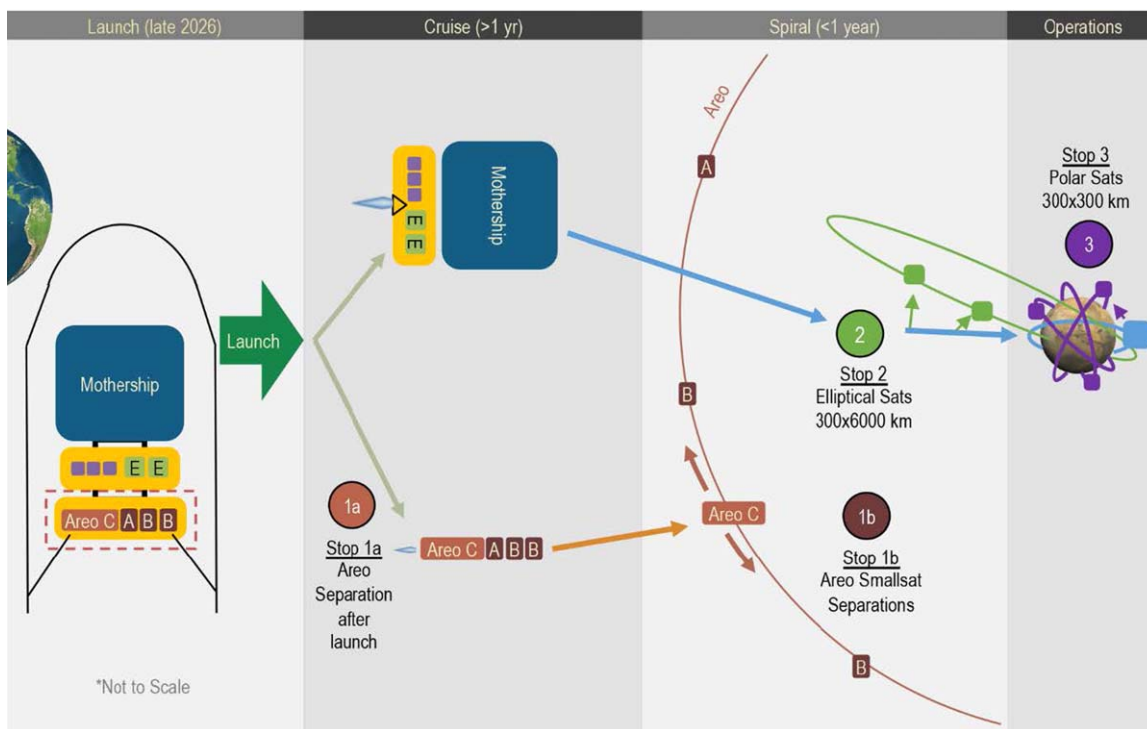 Launch (late 2026)
Cruise (>1 yr)
Spiral (<1 year)
Operations
Mothership
E E
Areo C A B B
*Not to Scale
Launch
E E
Mothership
1a
Stop 1a
Areo
Separation
after
launch
Areo C A B B
Areo
A
B
Areo C
B
2
Stop 2
Elliptical Sats
300x6000 km
1b
Stop 1b
Areo Smallsat
Separations
Stop 3
Polar Sats
300x300 km
3